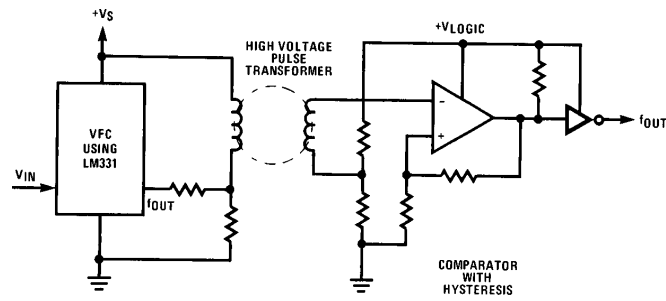 +VS
HIGH VOLTAGE
PULSE
TRANSFORMER
+VLOGIC
VFC
USING
LM331
−
+
fOUT
VIN
fOUT
COMPARATOR
WITH
HYSTERESIS